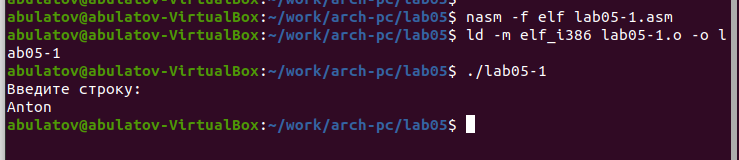 abulatov@abulatov-VirtualBox:~/work/arch-pc/lab05$ nasm -f elf lab05-1.asm
abulatov@abulatov-VirtualBox:~/work/arch-pc/lab05$ ld -m elf_i386 lab05-1.o -o l
ab05-1
abulatov@abulatov-VirtualBox:~/work/arch-pc/lab05$ ./lab05-1
Введите строку:
Anton
abulatov@abulatov-VirtualBox:~/work/arch-pc/lab05$